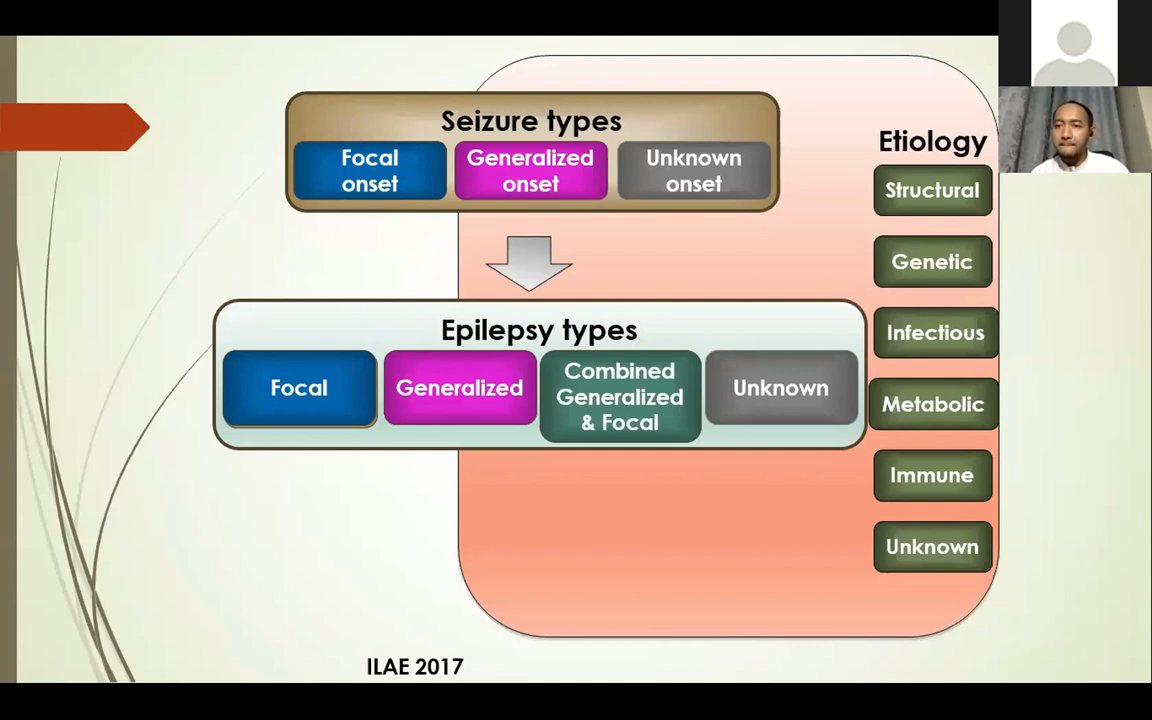 Seizure types
Focal
onset
Generalized
onset
Unknown
onset
Epilepsy types
Focal
Generalized
Combined
Generalized
& Focal
Unknown
Etiology
Structural
Genetic
Infectious
Metabolic
Immune
Unknown
ILAE 2017